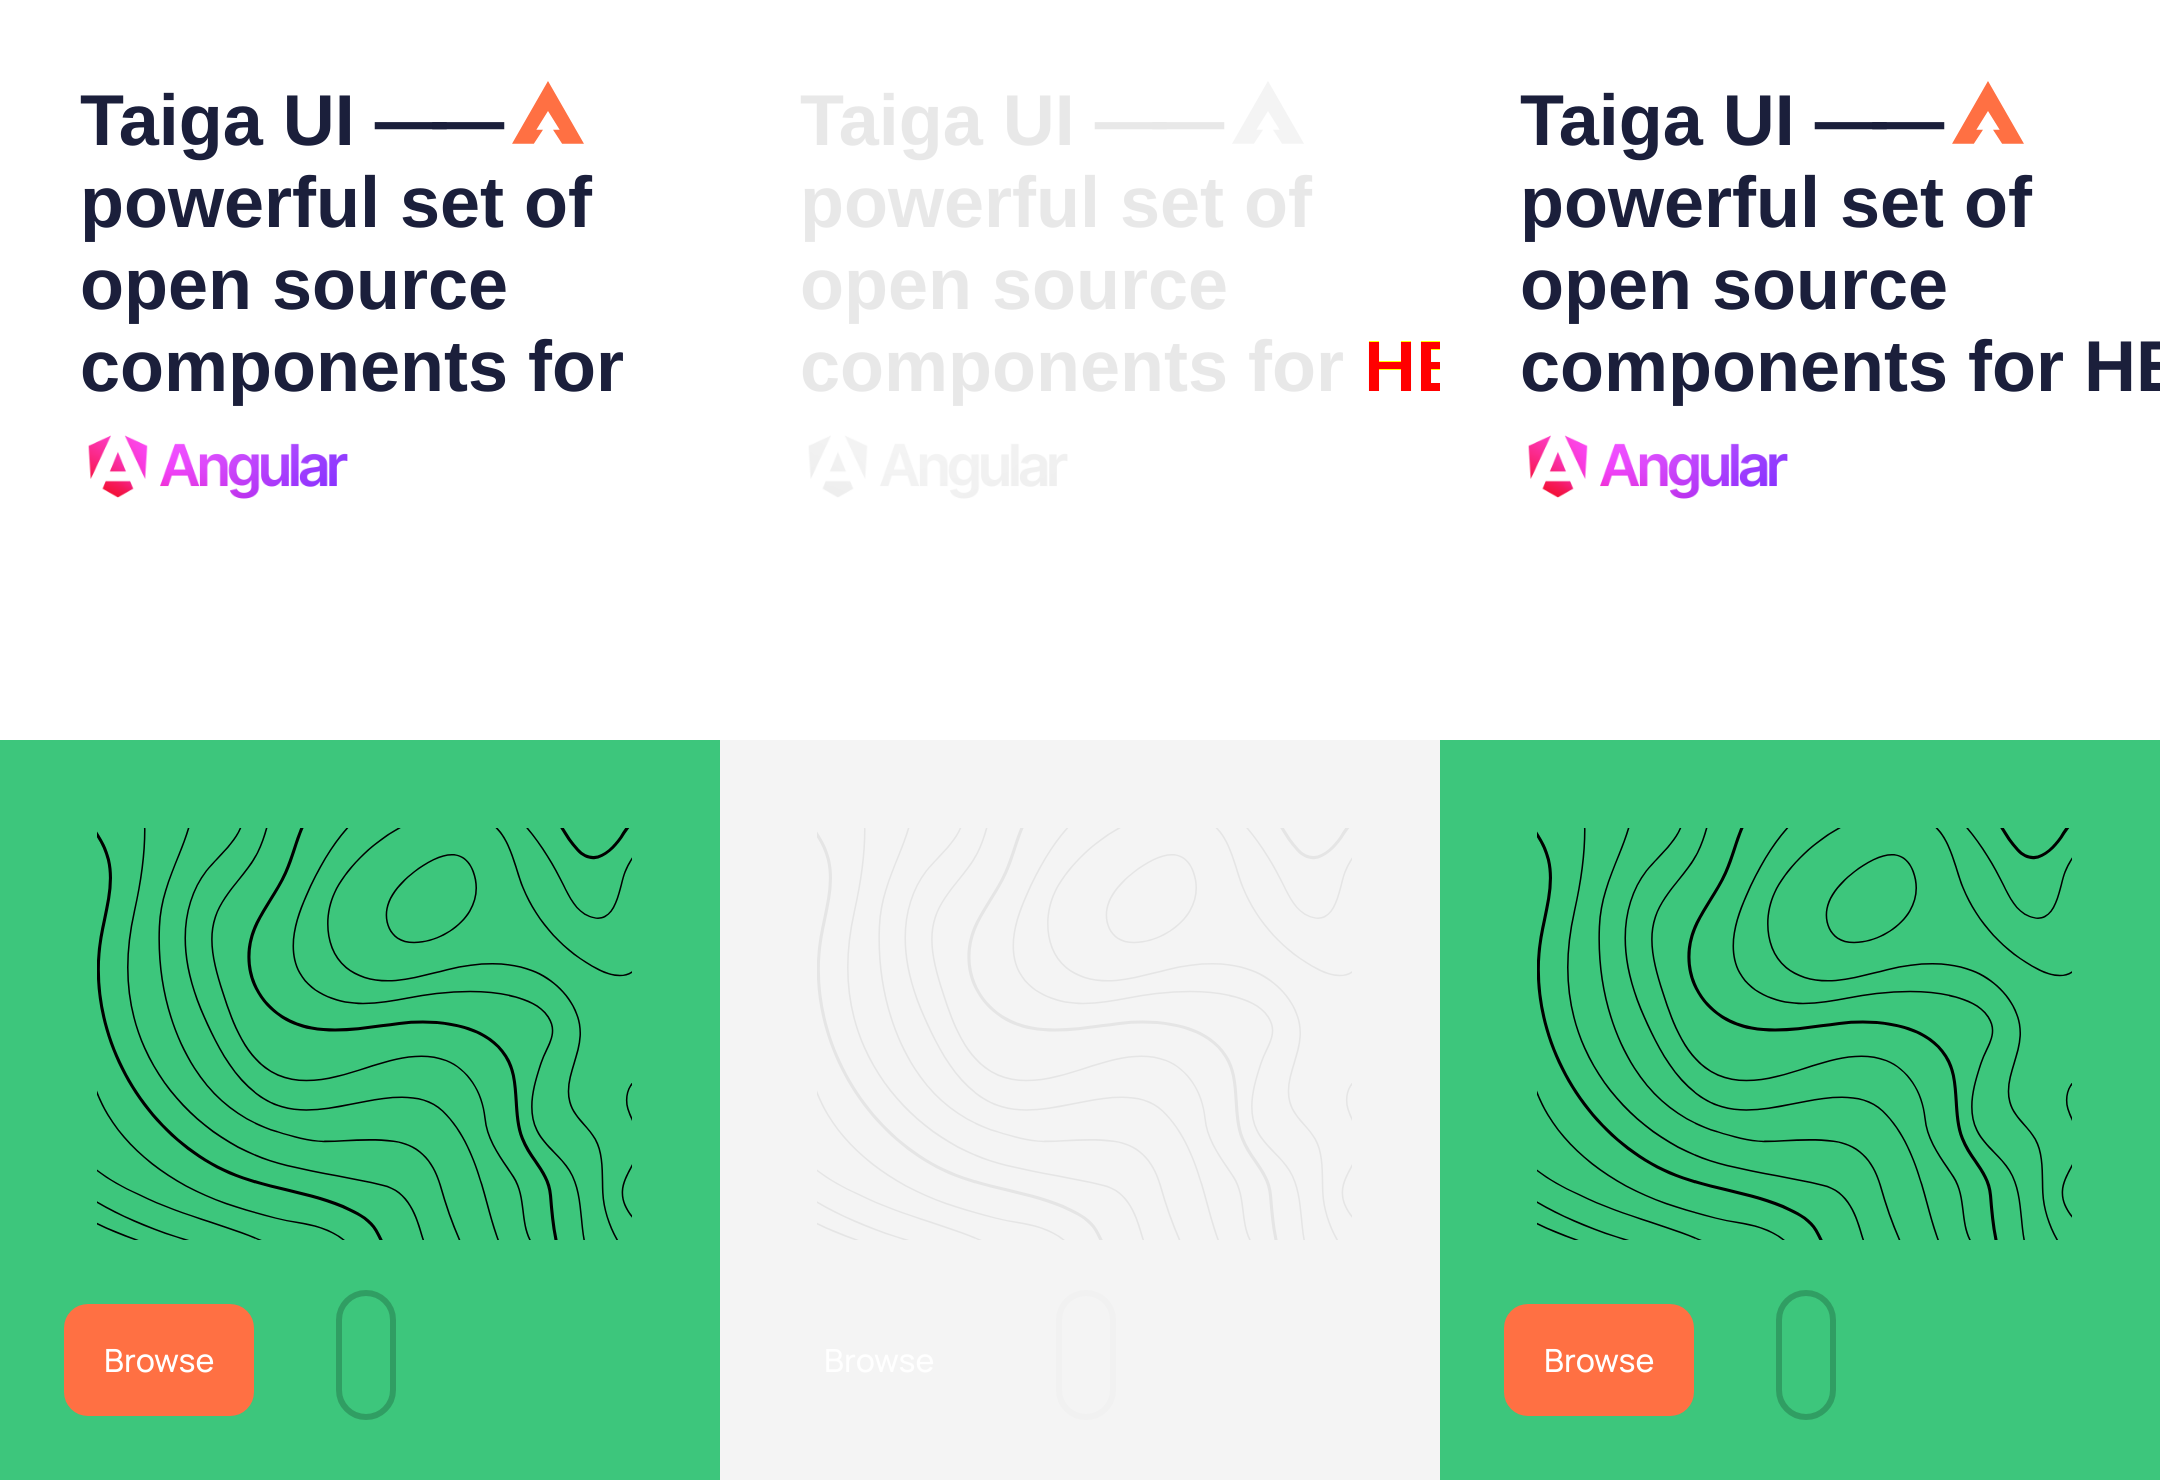 Taiga UI ——
powerful set of
open source
components for
Angular
Browse
Taiga UI ——
powerful set of
open source
components for HE
Angular
Browse
Taiga UI ——
powerful set of
open source
components for HE
Angular
Browse